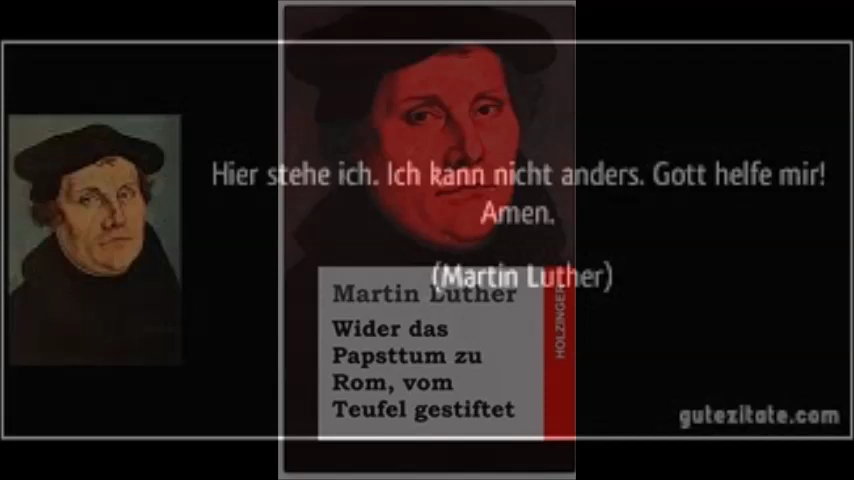 Hier stehe ich. Ich kann nicht anders. Gott helfe mir!
Amen.
(Martin Luther)
Martin Luther
Wider das
Papsttum zu
Rom, vom
Teufel gestiftet
HOLZINGER
gutezitate.com